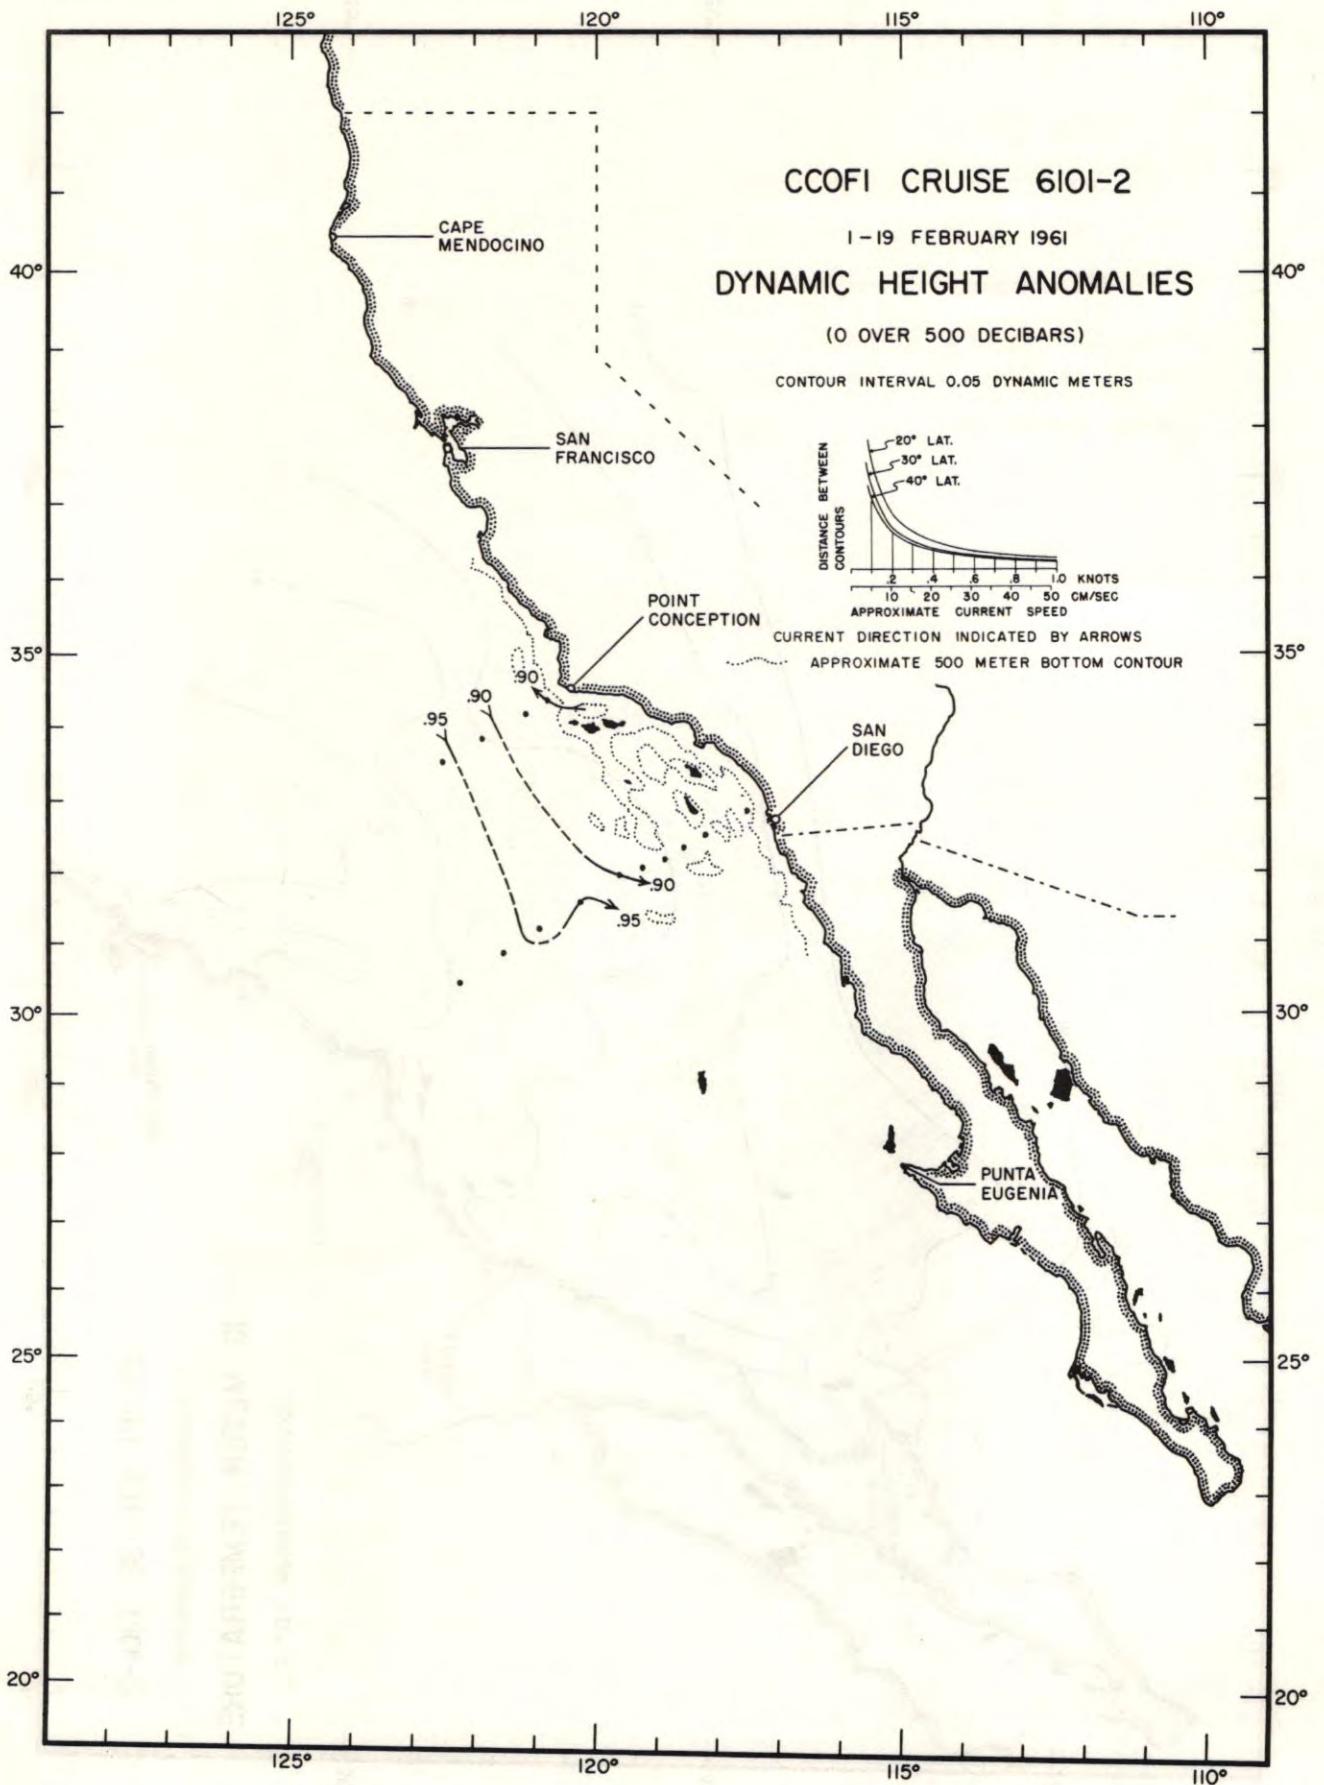 125°
120°
115°
110°
CCOFI CRUISE 6101-2
1-19 FEBRUARY 1961
DYNAMIC HEIGHT ANOMALIES
(0 OVER 500 DECIBARS)
CONTOUR INTERVAL 0.05 DYNAMIC METERS
CAPE
MENDOCINO
40°
40°
SAN
FRANCISCO
DISTANCE BETWEEN
CONTOURS
20° LAT.
30° LAT.
40° LAT.
.2 .4 .6 .8 1.0 KNOTS
10 20 30 40 50 CM/SEC
APPROXIMATE CURRENT SPEED
CURRENT DIRECTION INDICATED BY ARROWS
APPROXIMATE 500 METER BOTTOM CONTOUR
POINT
CONCEPTION
35°
35°
.90
.90
.95
SAN
DIEGO
.90
.95
30°
30°
PUNTA
EUGENIA
25°
25°
20°
20°
125°
120°
115°
110°